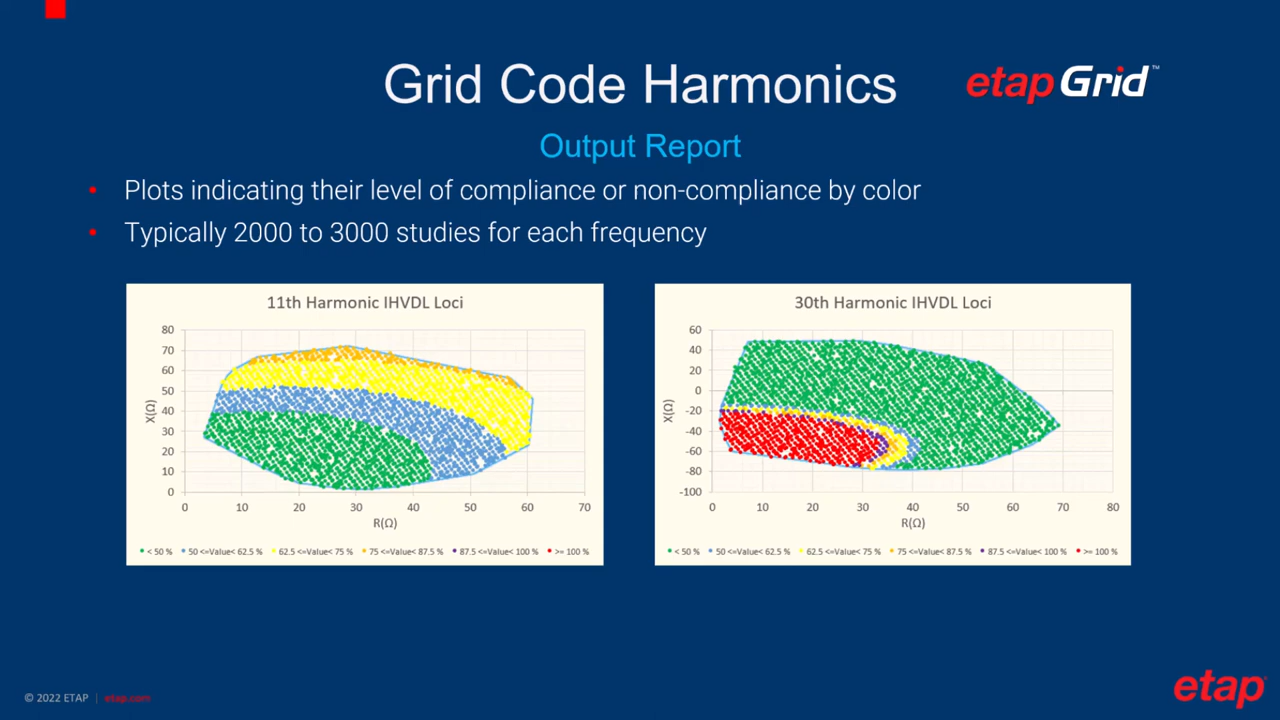 Grid Code Harmonics
etap Grid™
Output Report
• Plots indicating their level of compliance or non-compliance by color
• Typically 2000 to 3000 studies for each frequency
11th Harmonic IHVDL Loci
80
70
60
50
40
30
20
10
0
X(Ω)
0 10 20 30 40 50 60 70
R(Ω)
< 50 % 50 <=Value< 62.5 % 62.5 <=Value< 75 % 75 <=Value< 87.5 % 87.5 <=Value< 100 % >= 100 %
30th Harmonic IHVDL Loci
60
40
20
0
-20
-40
-60
-80
-100
X(Ω)
0 10 20 30 40 50 60 70 80
R(Ω)
< 50 % 50 <=Value< 62.5 % 62.5 <=Value< 75 % 75 <=Value< 87.5 % 87.5 <=Value< 100 % >= 100 %
© 2022 ETAP | etap.com
etap®